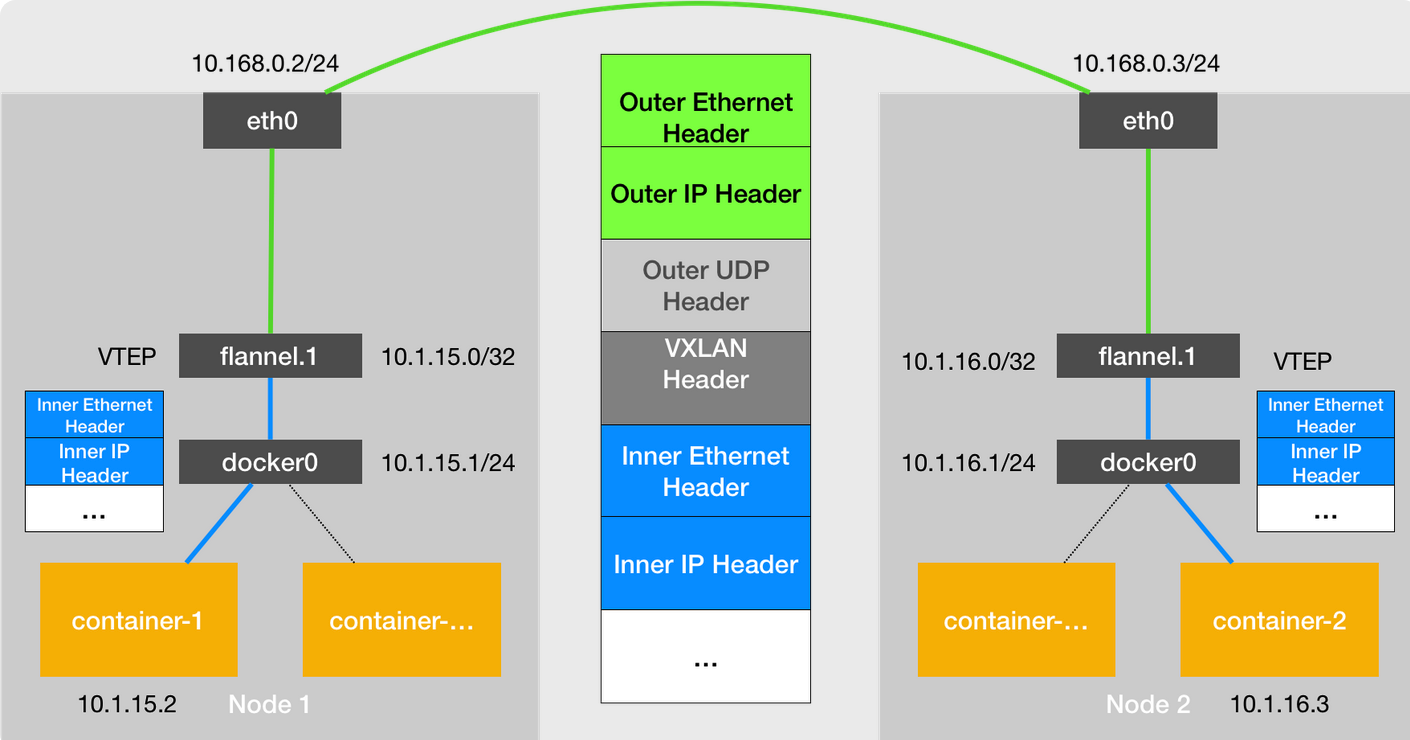 10.168.0.2/24
eth0
VTEP
flannel.1
10.1.15.0/32
Inner Ethernet
Header
Inner IP
Header
...
docker0
10.1.15.1/24
container-1
container-...
10.1.15.2
Node 1
Outer Ethernet
Header
Outer IP Header
Outer UDP
Header
VXLAN
Header
Inner Ethernet
Header
Inner IP Header
...
10.168.0.3/24
eth0
10.1.16.0/32
flannel.1
VTEP
10.1.16.1/24
docker0
Inner Ethernet
Header
Inner IP
Header
...
container-...
container-2
Node 2
10.1.16.3